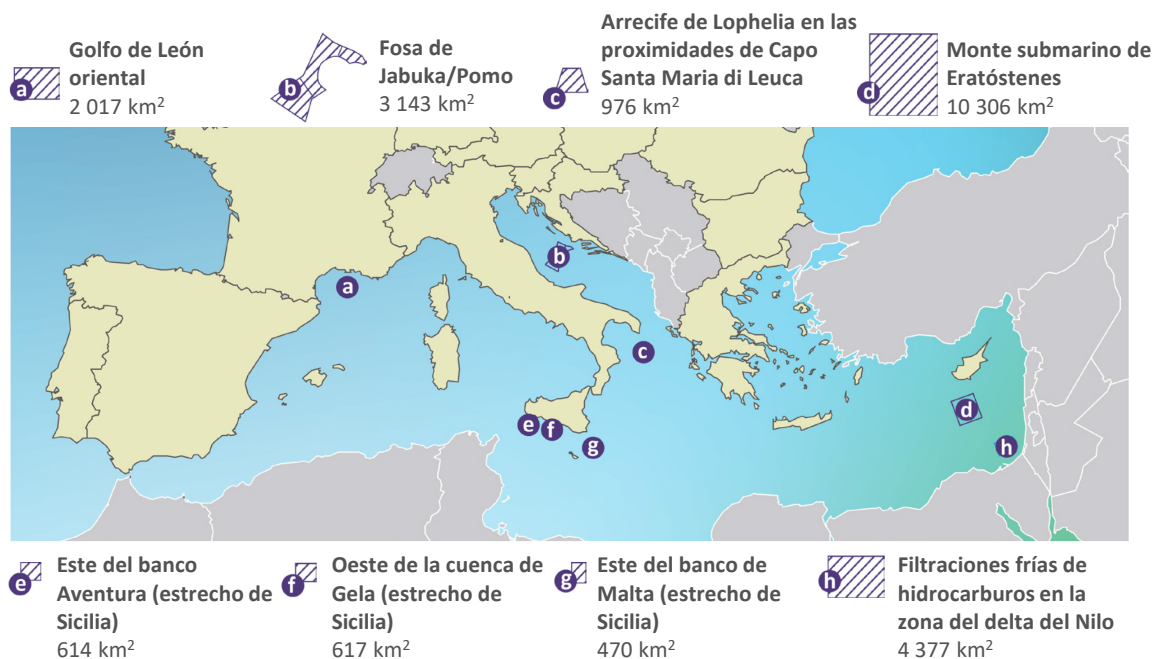 a
Golfo de León
oriental
2 017 km²
b
Fosa de
Jabuka/Pomo
3 143 km²
c
Arrecife de Lophelia en las
proximidades de Capo
Santa Maria di Leuca
976 km²
d
Monte submarino de
Eratóstenes
10 306 km²
b
a
c
d
e
f
g
h
e
Este del banco
Aventura (estrecho de
Sicilia)
614 km²
f
Oeste de la cuenca de
Gela (estrecho de
Sicilia)
617 km²
g
Este del banco de
Malta (estrecho de
Sicilia)
470 km²
h
Filtraciones frías de
hidrocarburos en la
zona del delta del Nilo
4 377 km²